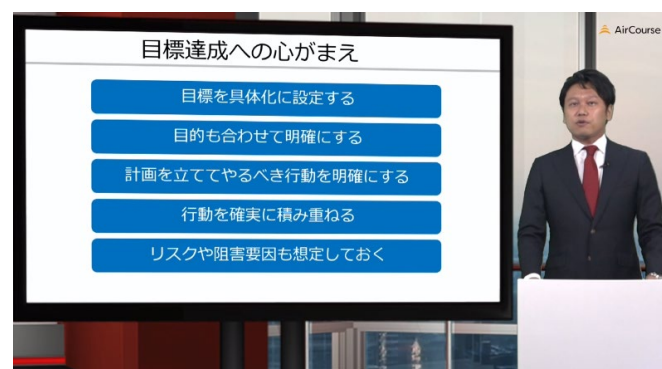 AirCourse
目標達成への心がまえ
目標を具体化に設定する
目的も合わせて明確にする
計画を立ててやるべき行動を明確にする
行動を確実に積み重ねる
リスクや阻害要因も想定しておく